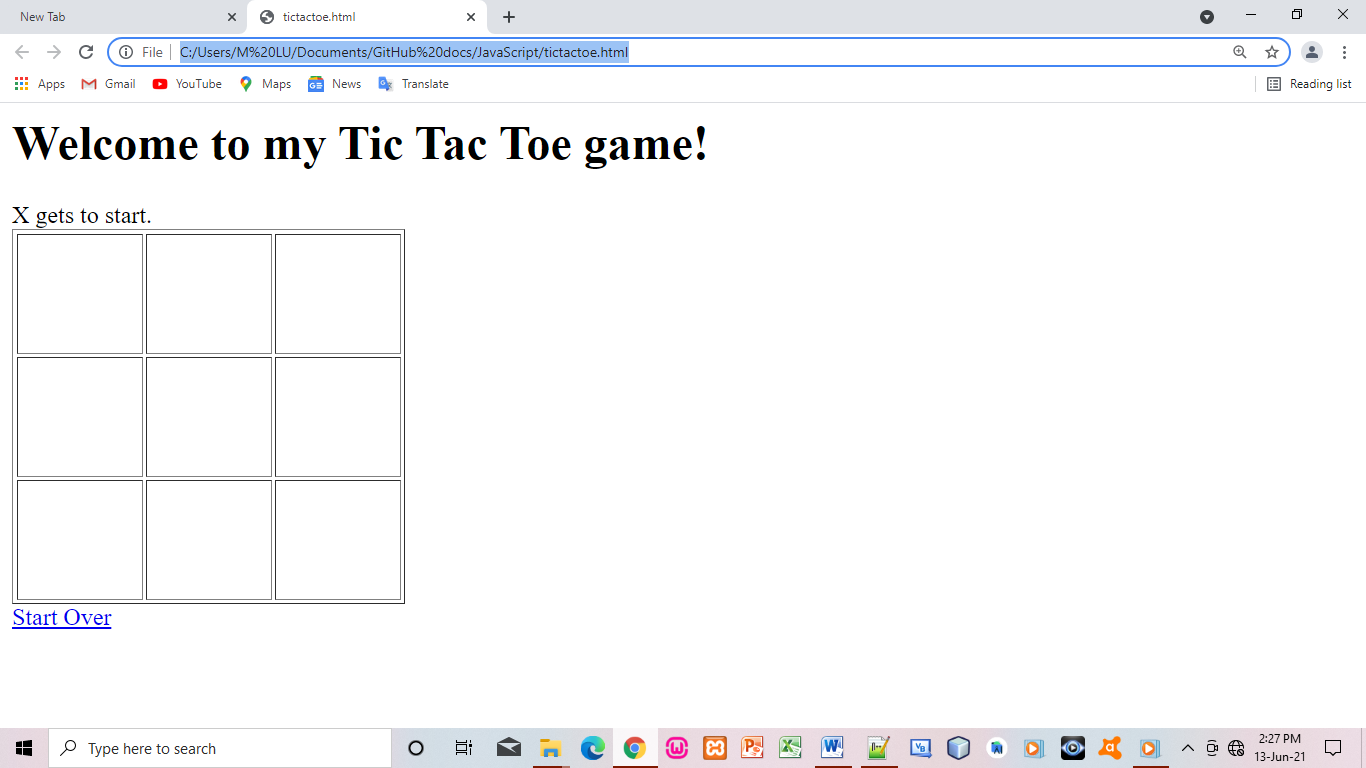 New Tab
tictactoe.html
File
C:/Users/M%20LU/Documents/GitHub%20docs/JavaScript/tictactoe.html
Apps Gmail YouTube Maps News Translate Reading list
Welcome to my Tic Tac Toe game!
X gets to start.
Start Over
Type here to search
2:27 PM
13-Jun-21